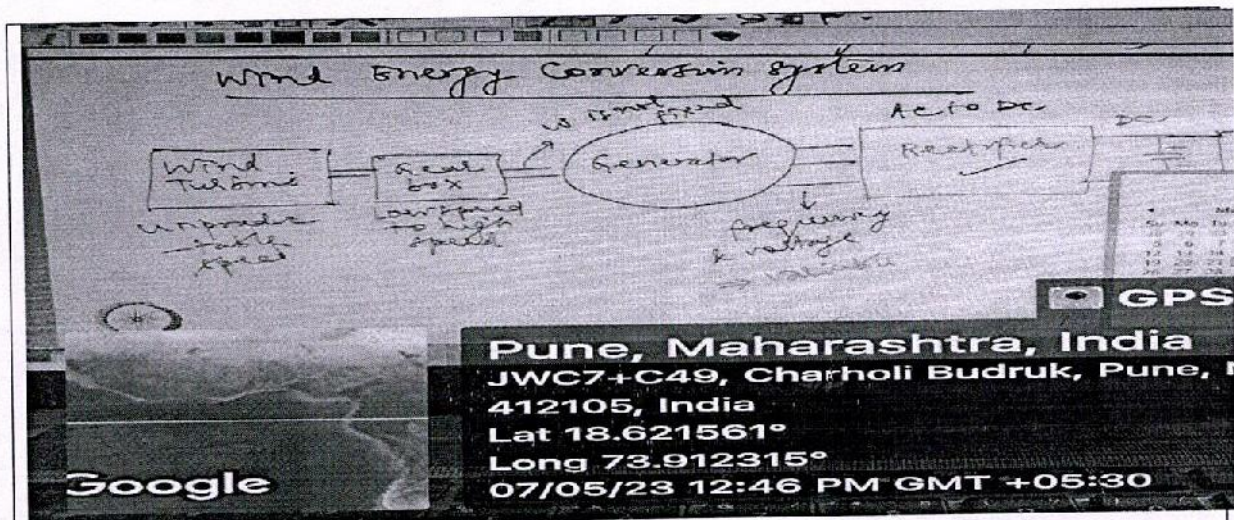 Wind Energy Conversion System
ω is not fixed
AC to DC
DC
Wind Turbine
Gear box
Generator
Rectifier
Unpredictable speed
Low speed to high speed
frequency & voltage
→ variable
GPS
Pune, Maharashtra, India
JWC7+C49, Charholi Budruk, Pune,
412105, India
Lat 18.621561°
Long 73.912315°
07/05/23 12:46 PM GMT +05:30
Google